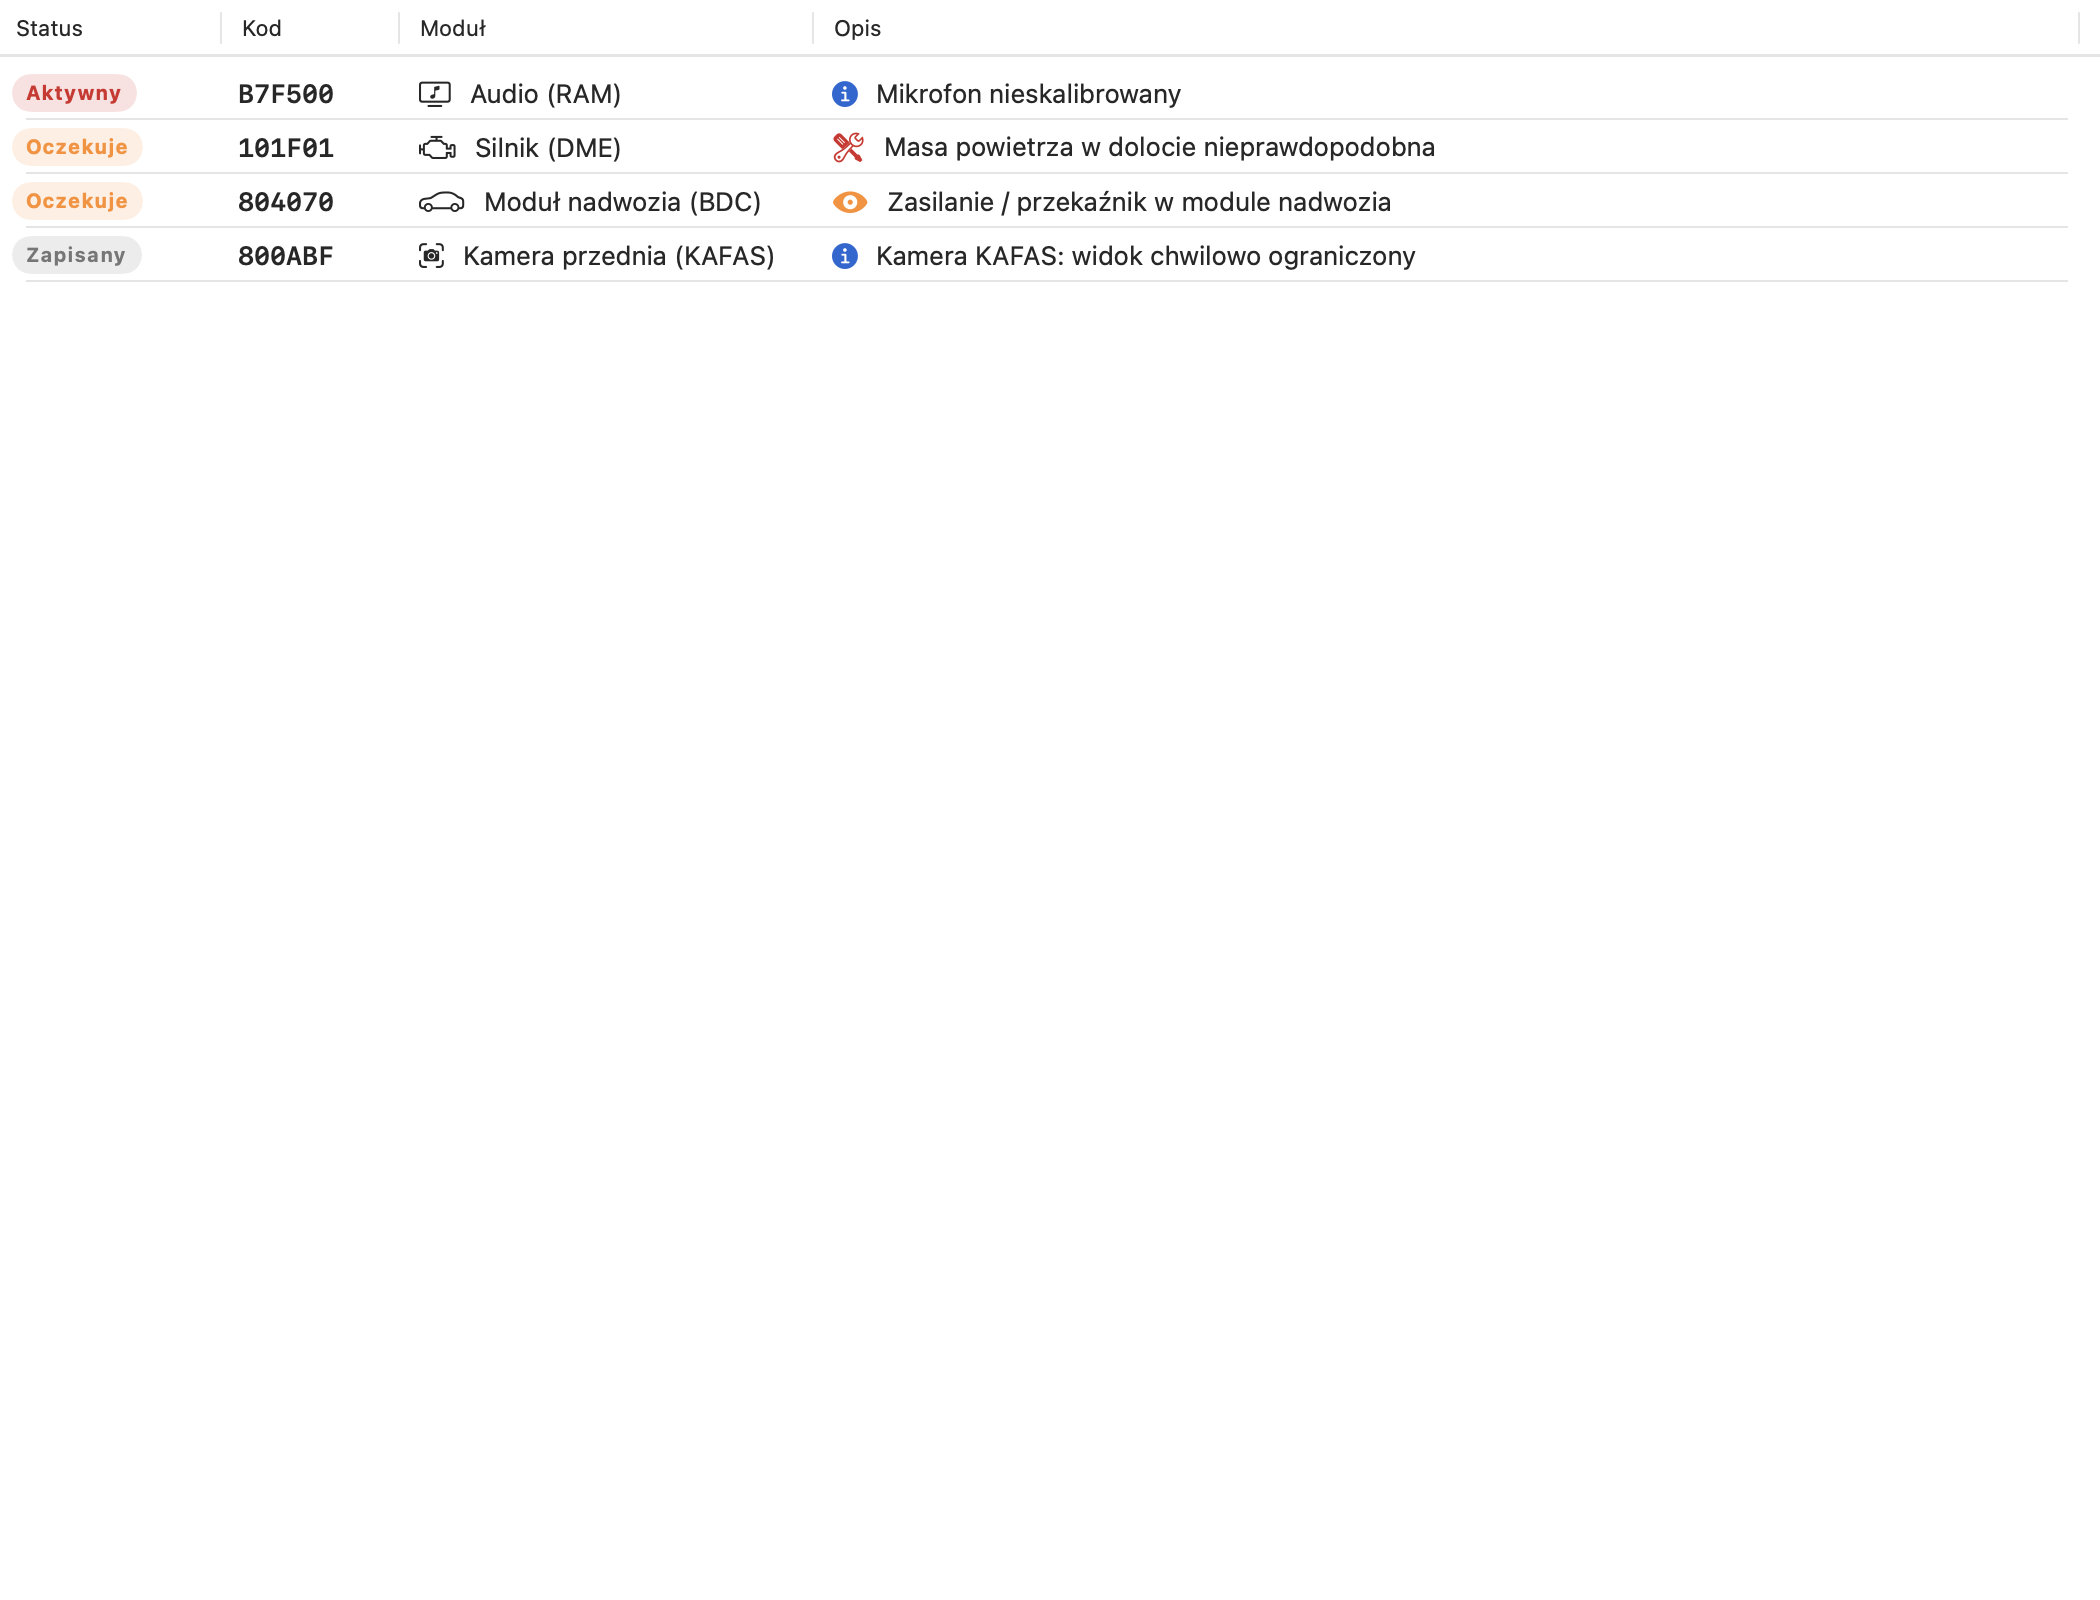 Status Kod Moduł Opis
Aktywny B7F500 Audio (RAM) Mikrofon nieskalibrowany
Oczekuje 101F01 Silnik (DME) Masa powietrza w dolocie nieprawdopodobna
Oczekuje 804070 Moduł nadwozia (BDC) Zasilanie / przekaźnik w module nadwozia
Zapisany 800ABF Kamera przednia (KAFAS) Kamera KAFAS: widok chwilowo ograniczony